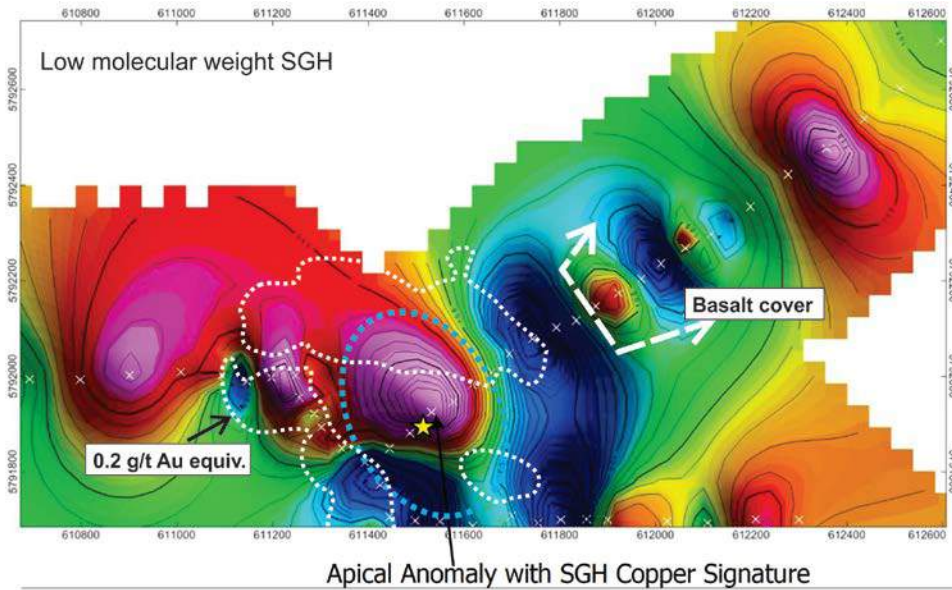 610800 611000 611200 611400 611600 611800 612000 612200 612400 612600
Low molecular weight SGH
5792600 5792400 5792200 5792000 5791800
Basalt cover
0.2 g/t Au equiv.
610800 611000 611200 611400 611600 611800 612000 612200 612400 612600
Apical Anomaly with SGH Copper Signature